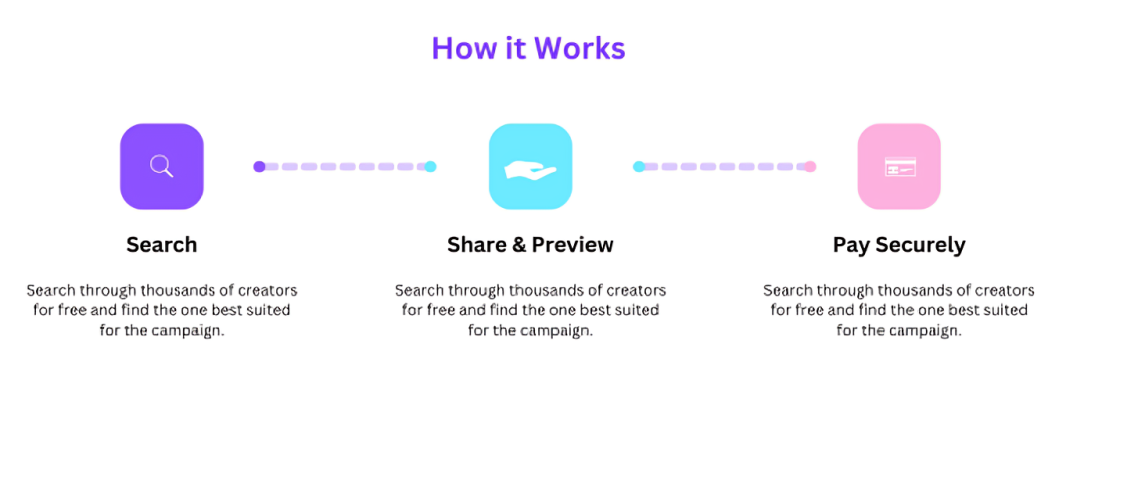 How it Works
Search
Search through thousands of creators
for free and find the one best suited
for the campaign.
Share & Preview
Search through thousands of creators
for free and find the one best suited
for the campaign.
Pay Securely
Search through thousands of creators
for free and find the one best suited
for the campaign.